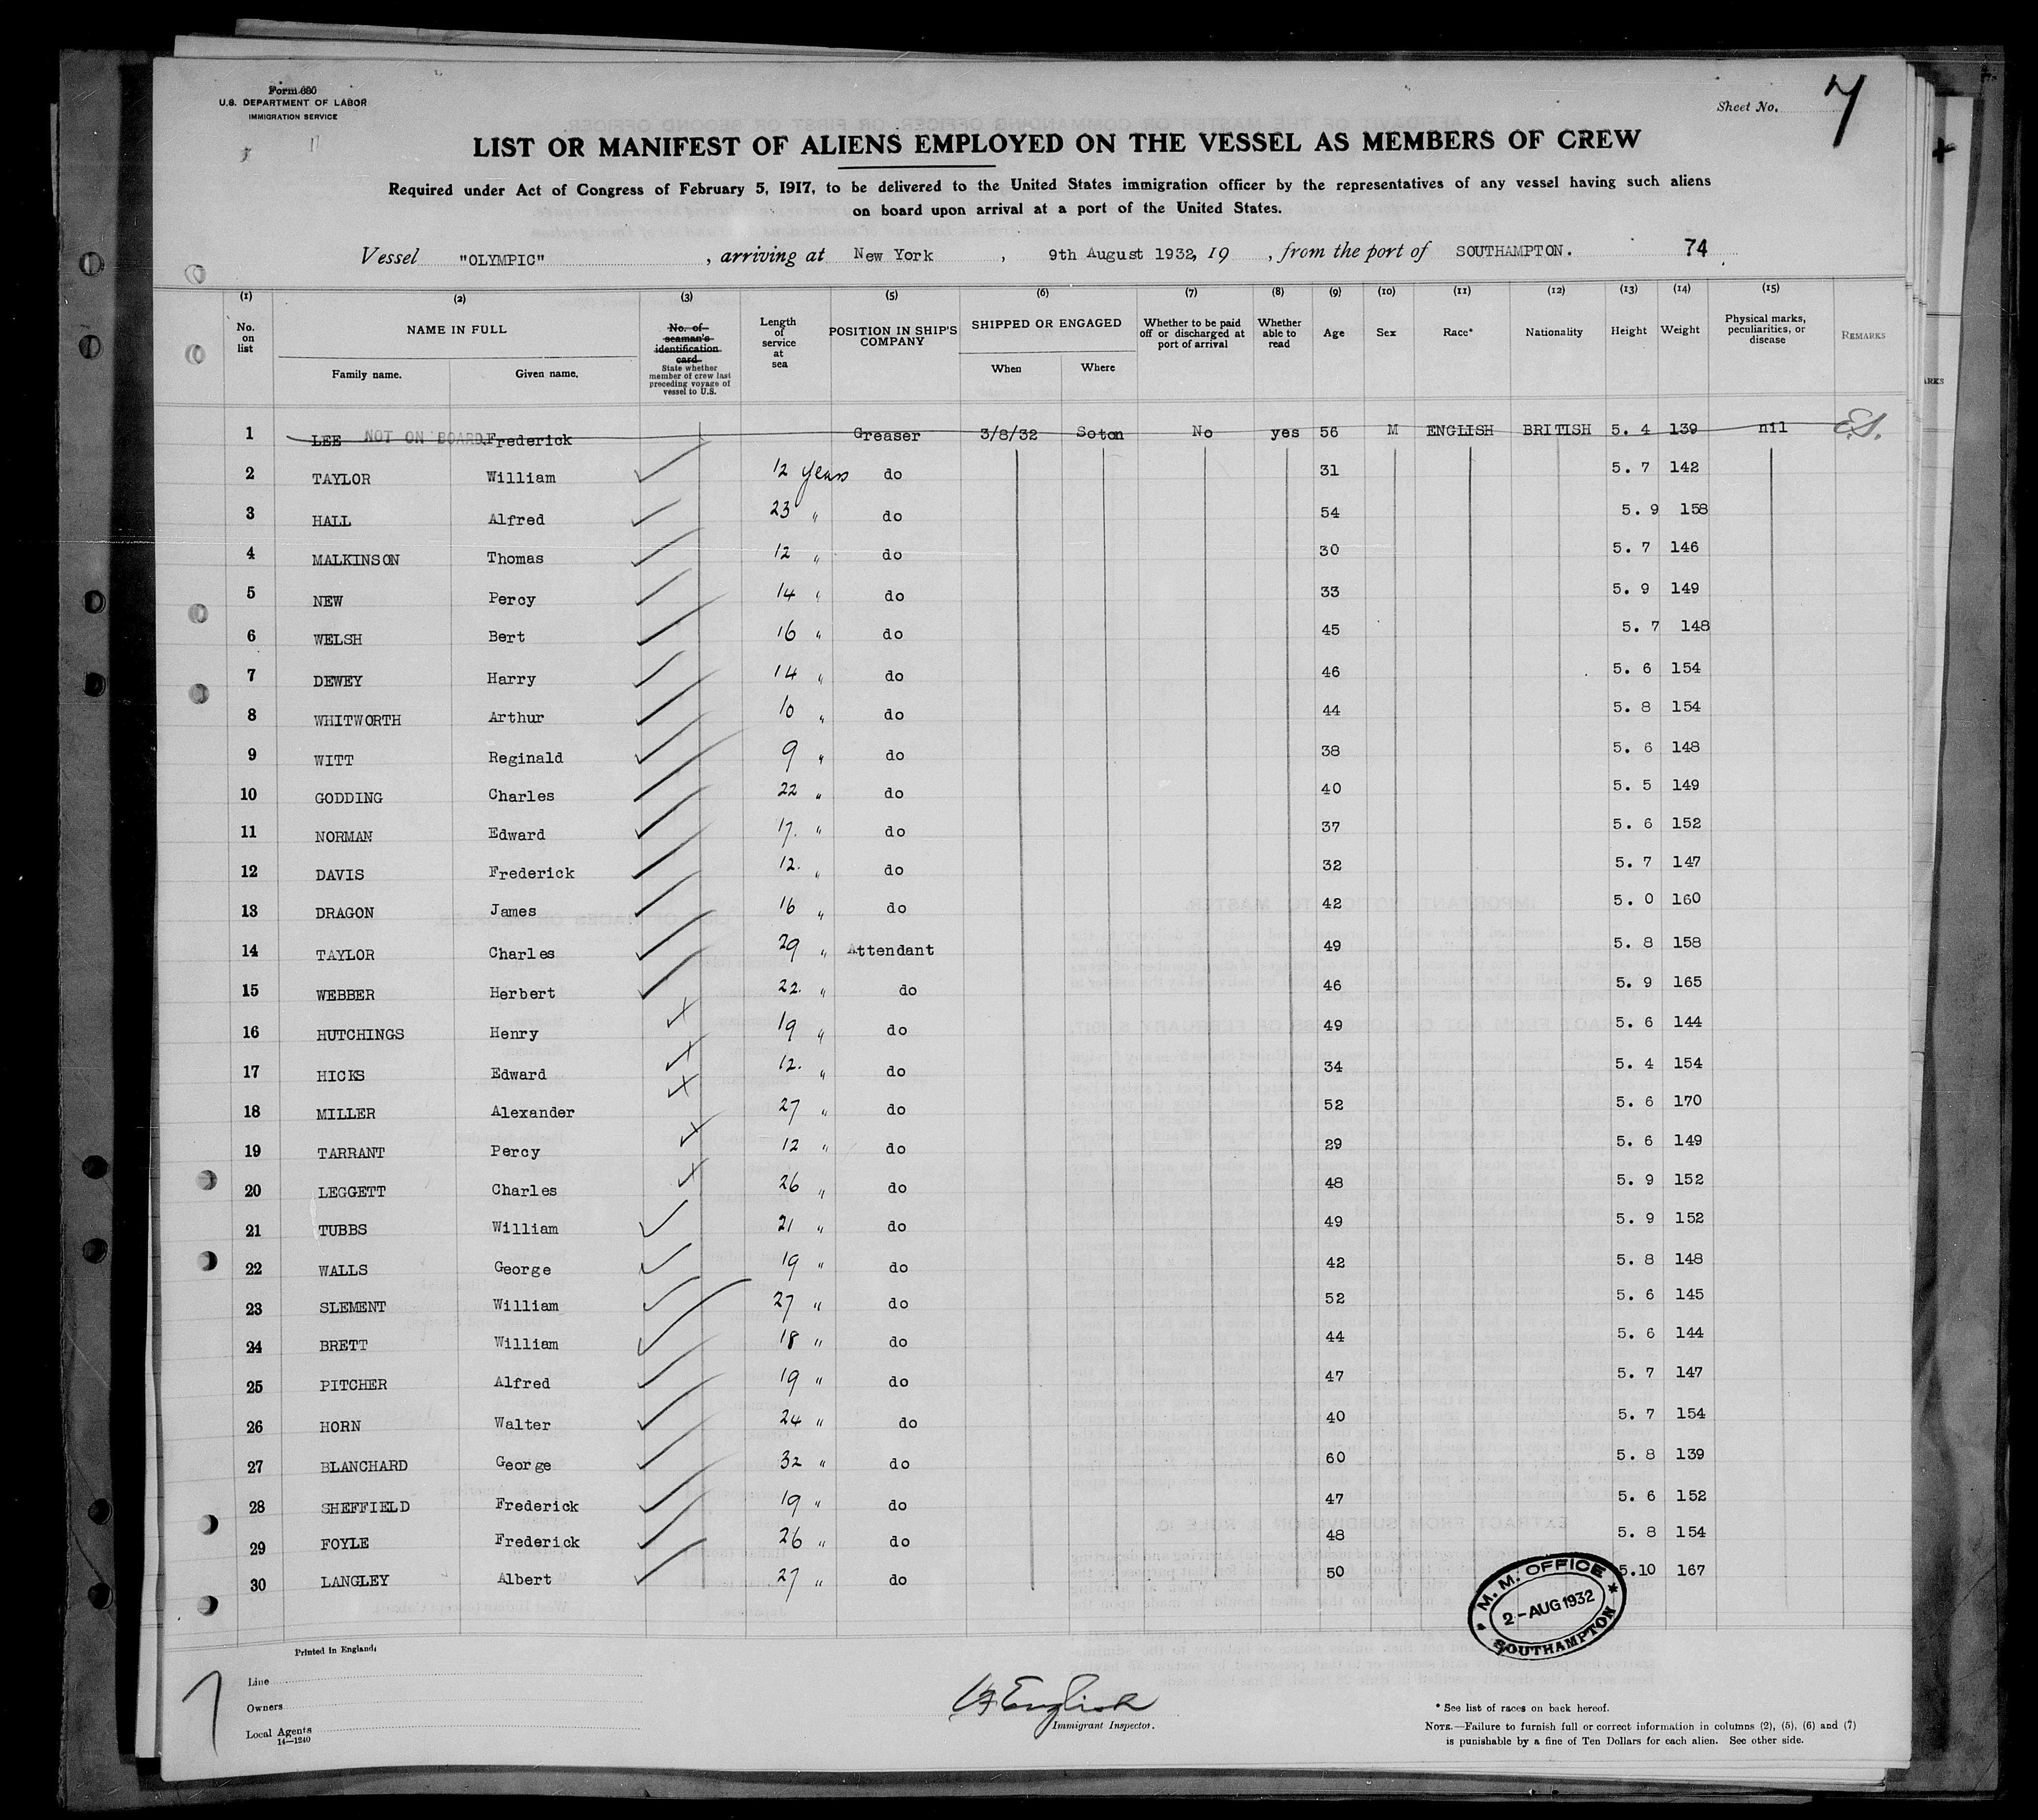 Form 680
U.S. DEPARTMENT OF LABOR
IMMIGRATION SERVICE
Sheet No. 7
LIST OR MANIFEST OF ALIENS EMPLOYED ON THE VESSEL AS MEMBERS OF CREW
Required under Act of Congress of February 5, 1917, to be delivered to the United States immigration officer by the representatives of any vessel having such aliens
on board upon arrival at a port of the United States.
Vessel "OLYMPIC" , arriving at New York , 9th August 1932, 19 , from the port of SOUTHAMPTON. 74
(1) (2) (3) (5) (6) (7) (8) (9) (10) (11) (12) (13) (14) (15)
No. on list
NAME IN FULL
Family name. Given name.
No. of seaman's identification card
State whether member of crew last preceding voyage of vessel to U.S.
Length of service at sea
POSITION IN SHIP'S COMPANY
SHIPPED OR ENGAGED
When Where
Whether to be paid off or discharged at port of arrival
Whether able to read
Age
Sex
Race*
Nationality
Height
Weight
Physical marks, peculiarities, or disease
REMARKS
1 LEE NOT ON BOARD. Frederick Greaser 3/8/32 Soton No yes 56 M ENGLISH BRITISH 5. 4 139 nil E.S.
2 TAYLOR William 12 years do 31 5. 7 142
3 HALL Alfred 23 " do 54 5. 9 158
4 MALKINSON Thomas 12 " do 30 5. 7 146
5 NEW Percy 14 " do 33 5. 9 149
6 WELSH Bert 16 " do 45 5. 7 148
7 DEWEY Harry 14 " do 46 5. 6 154
8 WHITWORTH Arthur 10 " do 44 5. 8 154
9 WITT Reginald 9 " do 38 5. 6 148
10 GODDING Charles 22 " do 40 5. 5 149
11 NORMAN Edward 17. " do 37 5. 6 152
12 DAVIS Frederick 12. " do 32 5. 7 147
13 DRAGON James 16 " do 42 5. 0 160
14 TAYLOR Charles 29 " Attendant 49 5. 8 158
15 WEBBER Herbert 22. " do 46 5. 9 165
16 HUTCHINGS Henry 19 " do 49 5. 6 144
17 HICKS Edward 12. " do 34 5. 4 154
18 MILLER Alexander 27 " do 52 5. 6 170
19 TARRANT Percy 12 " do 29 5. 6 149
20 LEGGETT Charles 26 " do 48 5. 9 152
21 TUBBS William 21 " do 49 5. 9 152
22 WALLS George 19 " do 42 5. 8 148
23 SLEMENT William 27 " do 52 5. 6 145
24 BRETT William 18 " do 44 5. 6 144
25 PITCHER Alfred 19 " do 47 5. 7 147
26 HORN Walter 24 " do 40 5. 7 154
27 BLANCHARD George 32 " do 60 5. 8 139
28 SHEFFIELD Frederick 19 " do 47 5. 6 152
29 FOYLE Frederick 26 " do 48 5. 8 154
30 LANGLEY Albert 27 " do 50 5.10 167
M. M. OFFICE
2-AUG 1932
SOUTHAMPTON
Printed in England.
7
Line
Owners
Local Agents
14—1240
English
Immigrant Inspector.
* See list of races on back hereof.
NOTE.—Failure to furnish full or correct information in columns (2), (5), (6) and (7)
is punishable by a fine of Ten Dollars for each alien. See other side.